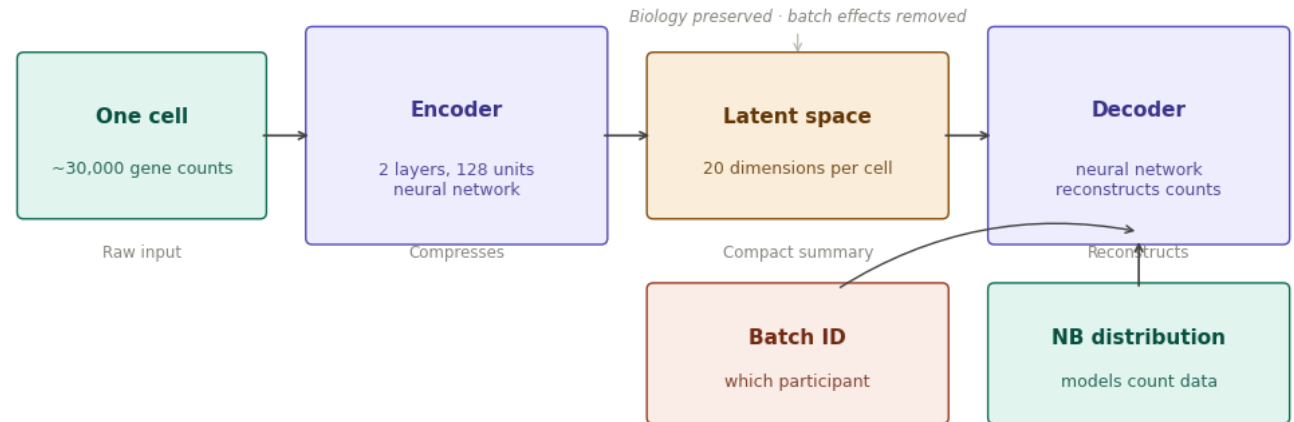 Biology preserved · batch effects removed
One cell
~30,000 gene counts
Raw input
Encoder
2 layers, 128 units
neural network
Compresses
Latent space
20 dimensions per cell
Compact summary
Decoder
neural network
reconstructs counts
Reconstructs
Batch ID
which participant
NB distribution
models count data